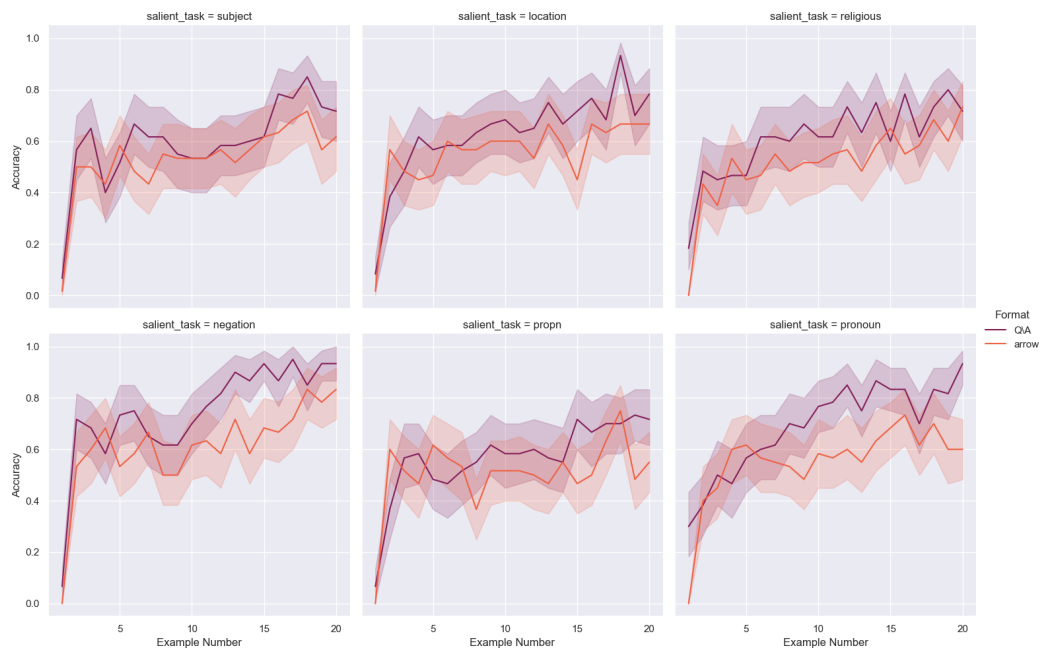 salient_task = subject
salient_task = location
salient_task = religious
1.0
0.8
0.6
0.4
0.2
0.0
Accuracy
salient_task = negation
salient_task = propn
salient_task = pronoun
1.0
0.8
0.6
0.4
0.2
0.0
Accuracy
5 10 15 20
Example Number
5 10 15 20
Example Number
5 10 15 20
Example Number
Format
Q\A
arrow